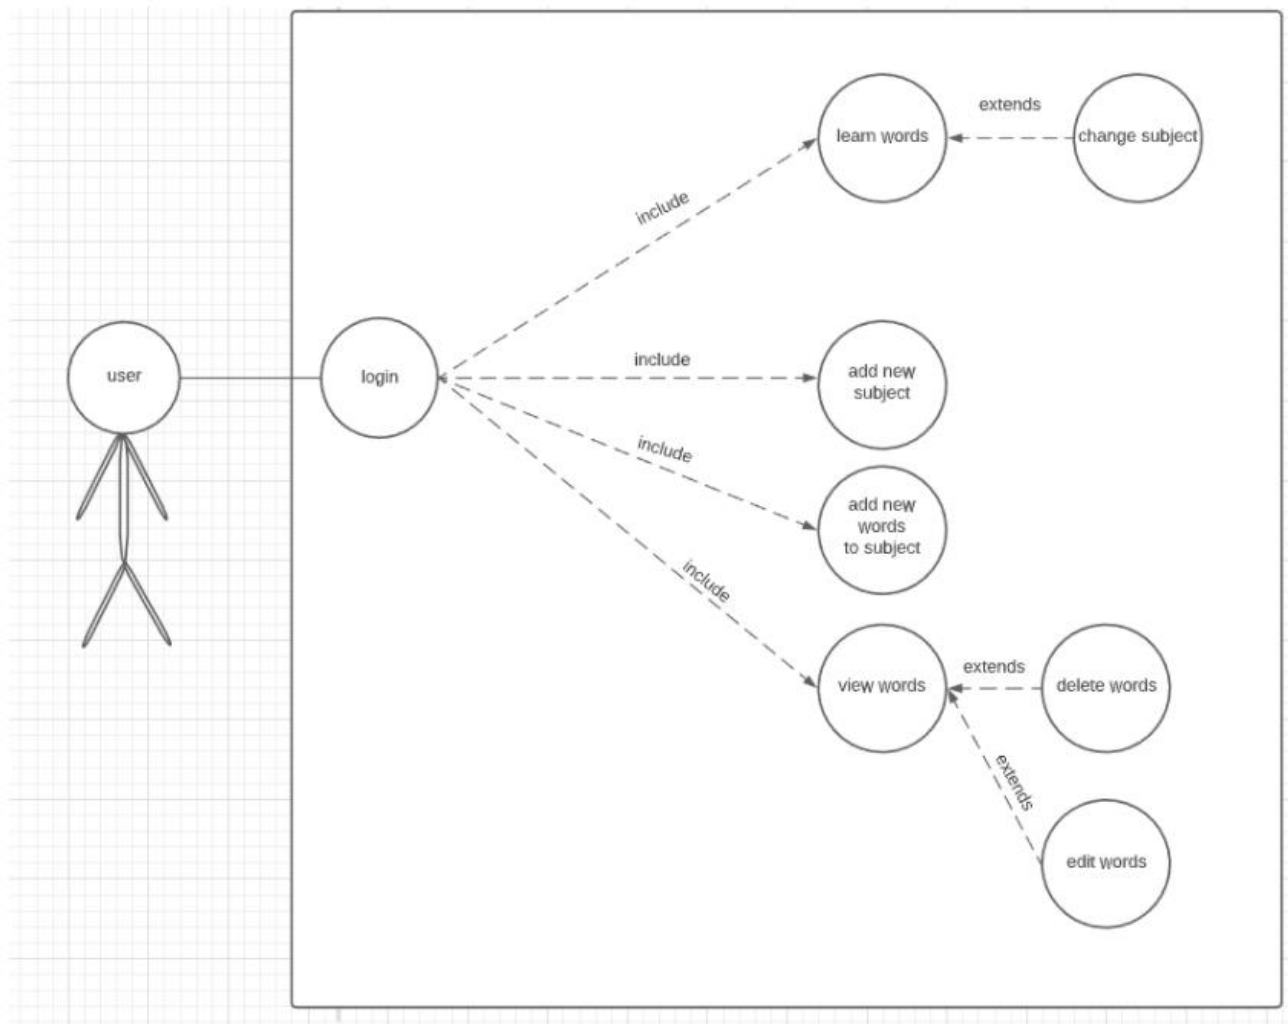 extends
learn words
change subject
include
user
login
include
add new
subject
include
add new
words
to subject
include
view words
extends
delete words
extends
edit words